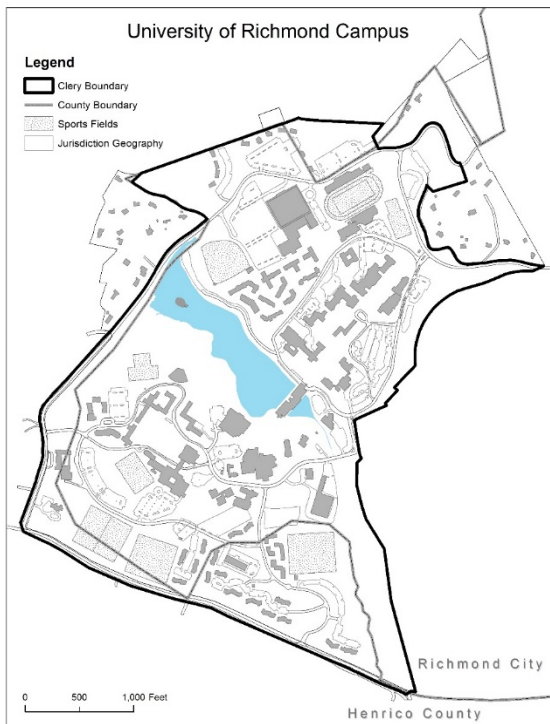 University of Richmond Campus
Legend
Clery Boundary
County Boundary
Sports Fields
Jurisdiction Geography
Richmond City
0 500 1,000 Feet
Henrico County